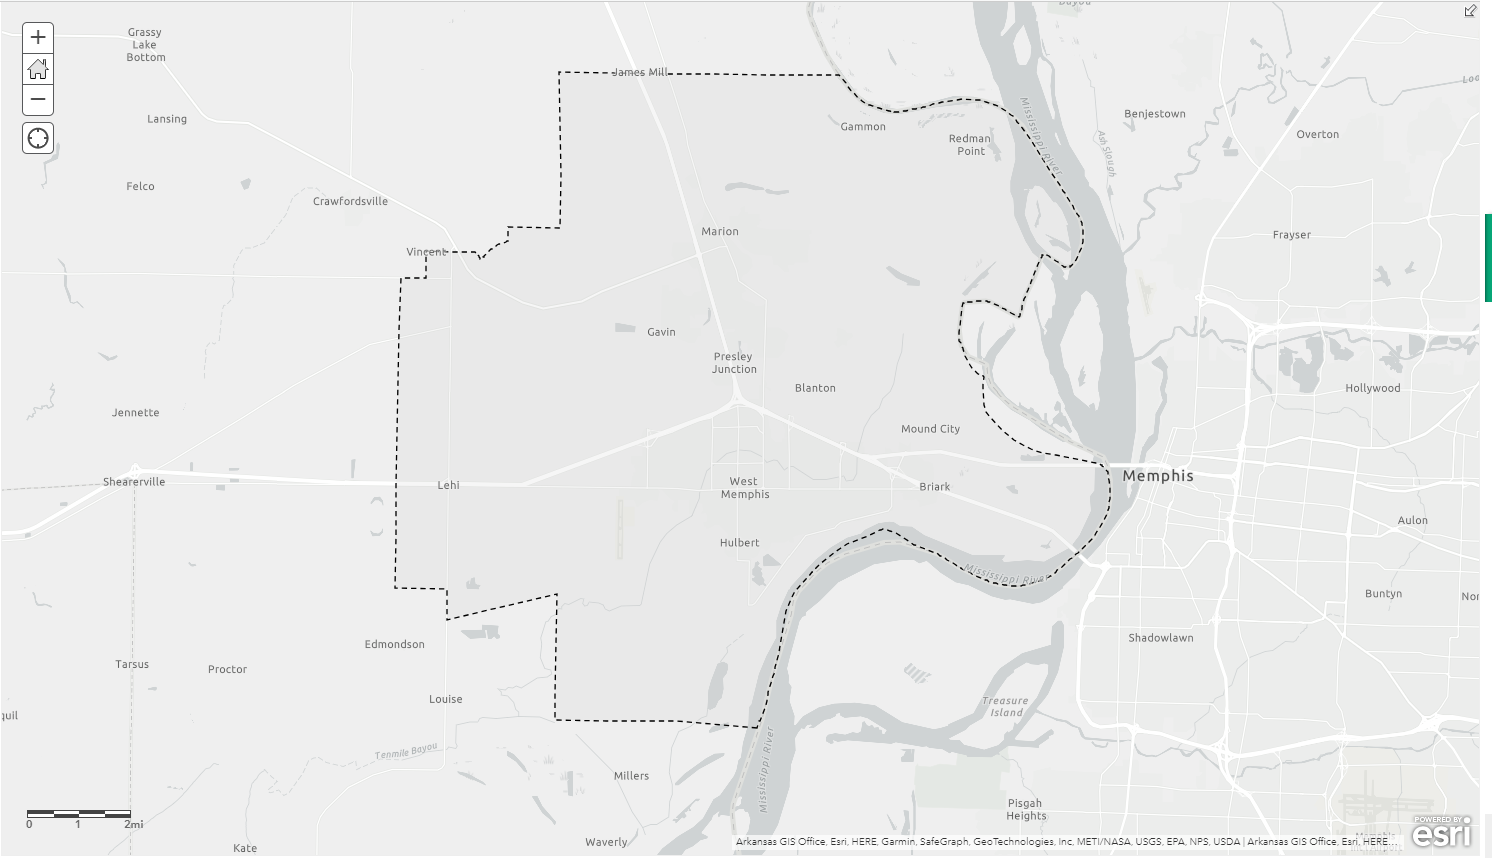 Bayou
Grassy
Lake
Bottom
James Mill
Loo
Lansing
Gammon
Redman
Point
Mississippi River
Benjestown
Ash Slough
Overton
Felco
Crawfordsville
Marion
Frayser
Vincent
Gavin
Presley
Junction
Blanton
Hollywood
Jennette
Mound City
Shearerville
Lehi
West
Memphis
Briark
Memphis
Aulon
Hulbert
Mississippi River
Buntyn
Nor
Edmondson
Shadowlawn
Tarsus
Proctor
Louise
Treasure
Island
quil
Tenmile Bayou
Mississippi River
Millers
Pisgah
Heights
0 1 2mi
Waverly
Kate
Memphis
Arkansas GIS Office, Esri, HERE, Garmin, SafeGraph, GeoTechnologies, Inc, METI/NASA, USGS, EPA, NPS, USDA | Arkansas GIS Office, Esri, HERE...
POWERED BY
esri